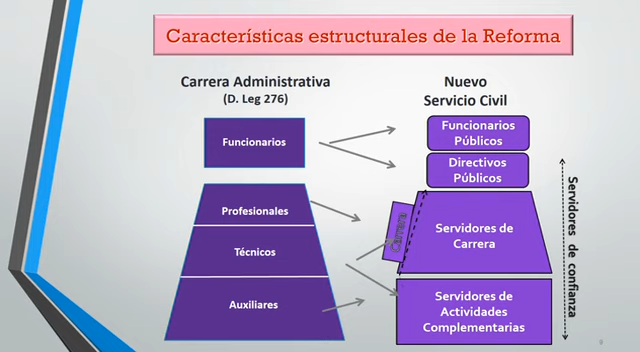 Características estructurales de la Reforma
Carrera Administrativa
(D. Leg 276)
Funcionarios
Profesionales
Técnicos
Auxiliares
Nuevo
Servicio Civil
Funcionarios
Públicos
Directivos
Públicos
Carrera
Servidores de
Carrera
Servidores de
Actividades
Complementarias
Servidores de confianza
9